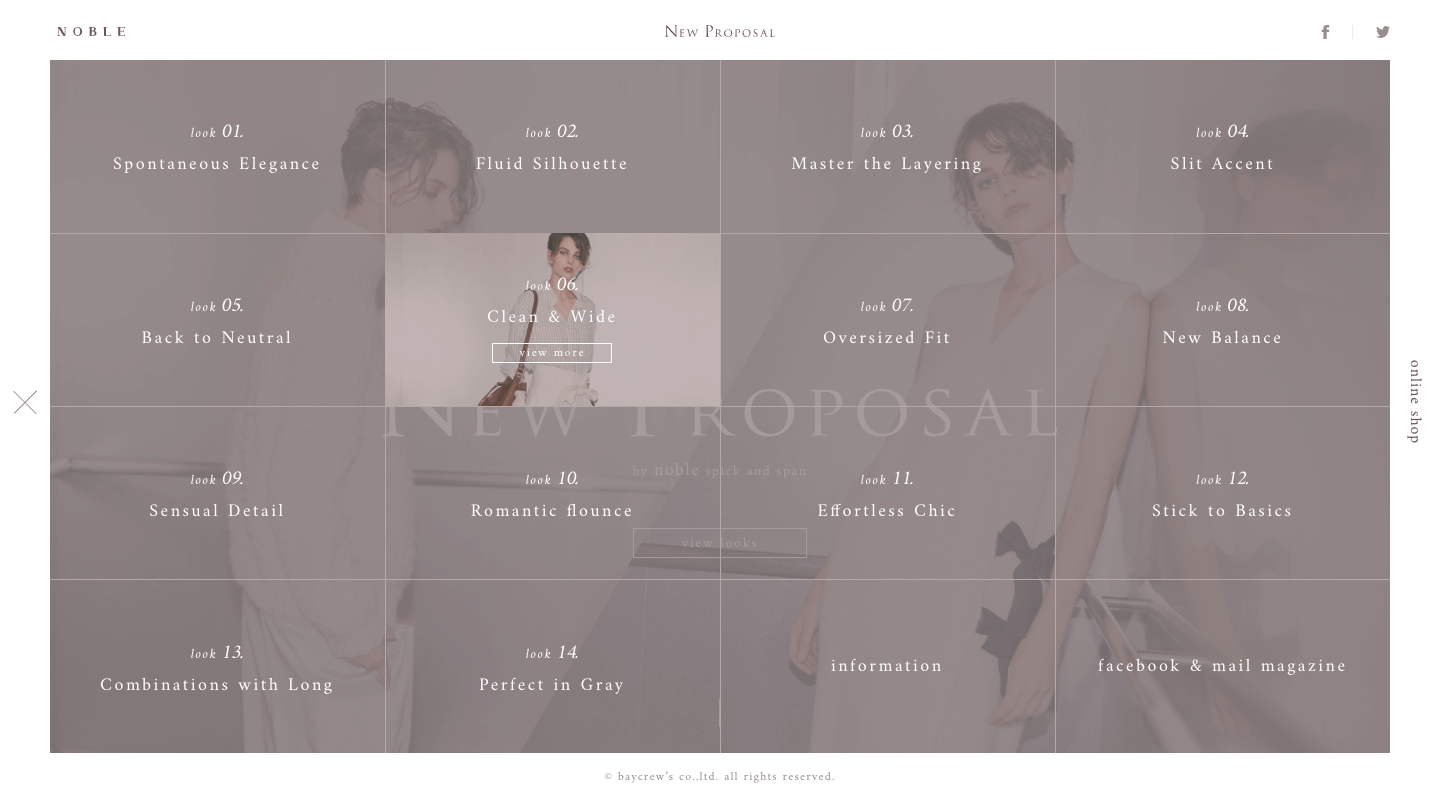 NOBLE
New Proposal
look 01.
Spontaneous Elegance
look 02.
Fluid Silhouette
look 03.
Master the Layering
look 04.
Slit Accent
look 05.
Back to Neutral
look 06.
Clean & Wide
view more
look 07.
Oversized Fit
look 08.
New Balance
online shop
New Proposal
by noble spick and span
look 09.
Sensual Detail
look 10.
Romantic flounce
look 11.
Effortless Chic
look 12.
Stick to Basics
view looks
look 13.
Combinations with Long
look 14.
Perfect in Gray
information
facebook & mail magazine
© baycrew's co.,ltd. all rights reserved.